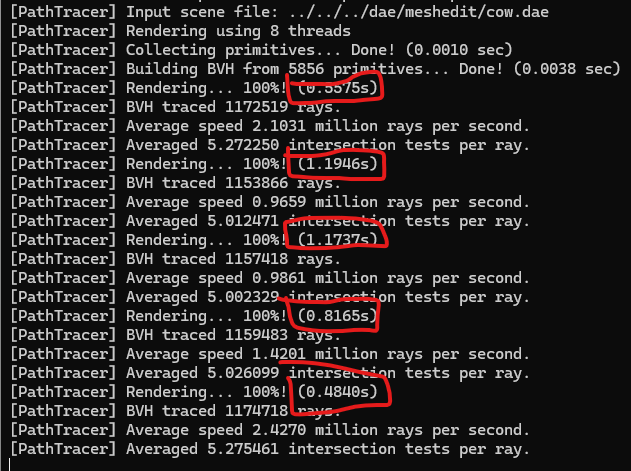 [PathTracer] Input scene file: ../../../dae/meshedit/cow.dae
[PathTracer] Rendering using 8 threads
[PathTracer] Collecting primitives... Done! (0.0010 sec)
[PathTracer] Building BVH from 5856 primitives... Done! (0.0038 sec)
[PathTracer] Rendering... 100%! (0.5575s)
[PathTracer] BVH traced 1172519 rays.
[PathTracer] Average speed 2.1031 million rays per second.
[PathTracer] Averaged 5.272250 intersection tests per ray.
[PathTracer] Rendering... 100%! (1.1946s)
[PathTracer] BVH traced 1153866 rays.
[PathTracer] Average speed 0.9659 million rays per second.
[PathTracer] Averaged 5.012471 intersection tests per ray.
[PathTracer] Rendering... 100%! (1.1737s)
[PathTracer] BVH traced 1157418 rays.
[PathTracer] Average speed 0.9861 million rays per second.
[PathTracer] Averaged 5.002329 intersection tests per ray.
[PathTracer] Rendering... 100%! (0.8165s)
[PathTracer] BVH traced 1159483 rays.
[PathTracer] Average speed 1.4201 million rays per second.
[PathTracer] Averaged 5.026099 intersection tests per ray.
[PathTracer] Rendering... 100%! (0.4840s)
[PathTracer] BVH traced 1174718 rays.
[PathTracer] Average speed 2.4270 million rays per second.
[PathTracer] Averaged 5.275461 intersection tests per ray.